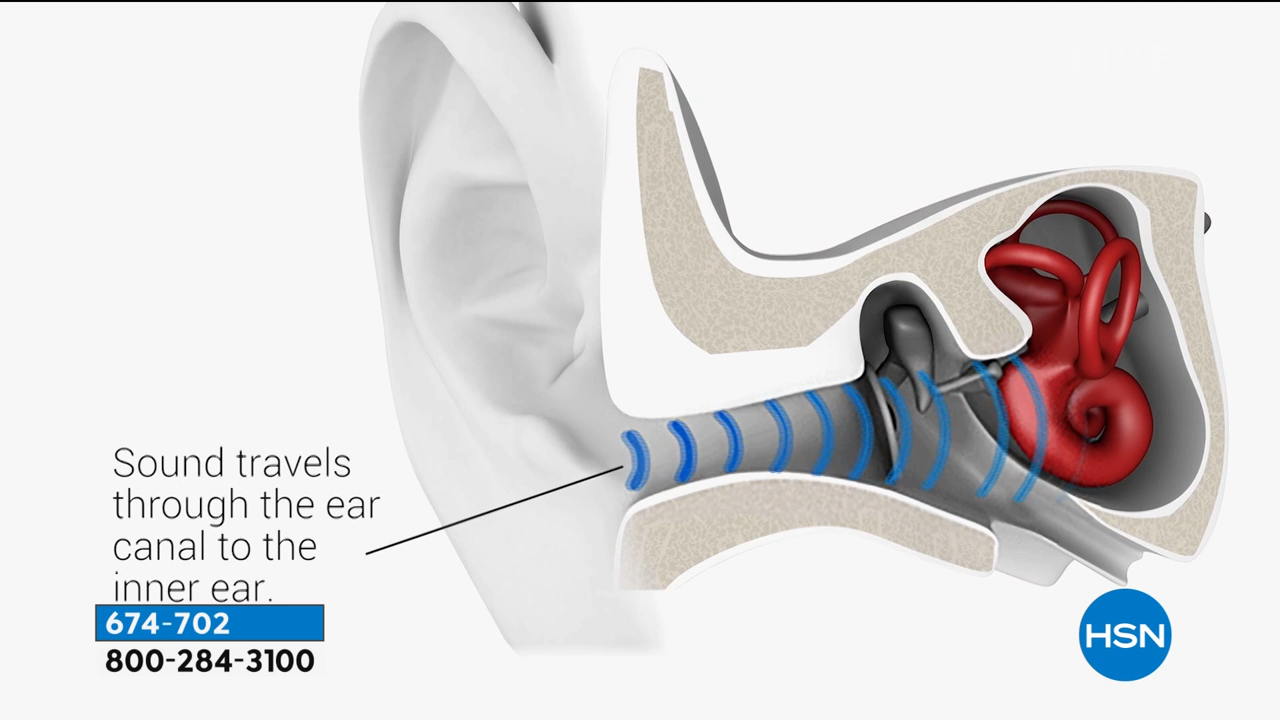 Sound travels
through the ear
canal to the
inner ear.
674-702
800-284-3100
HSN